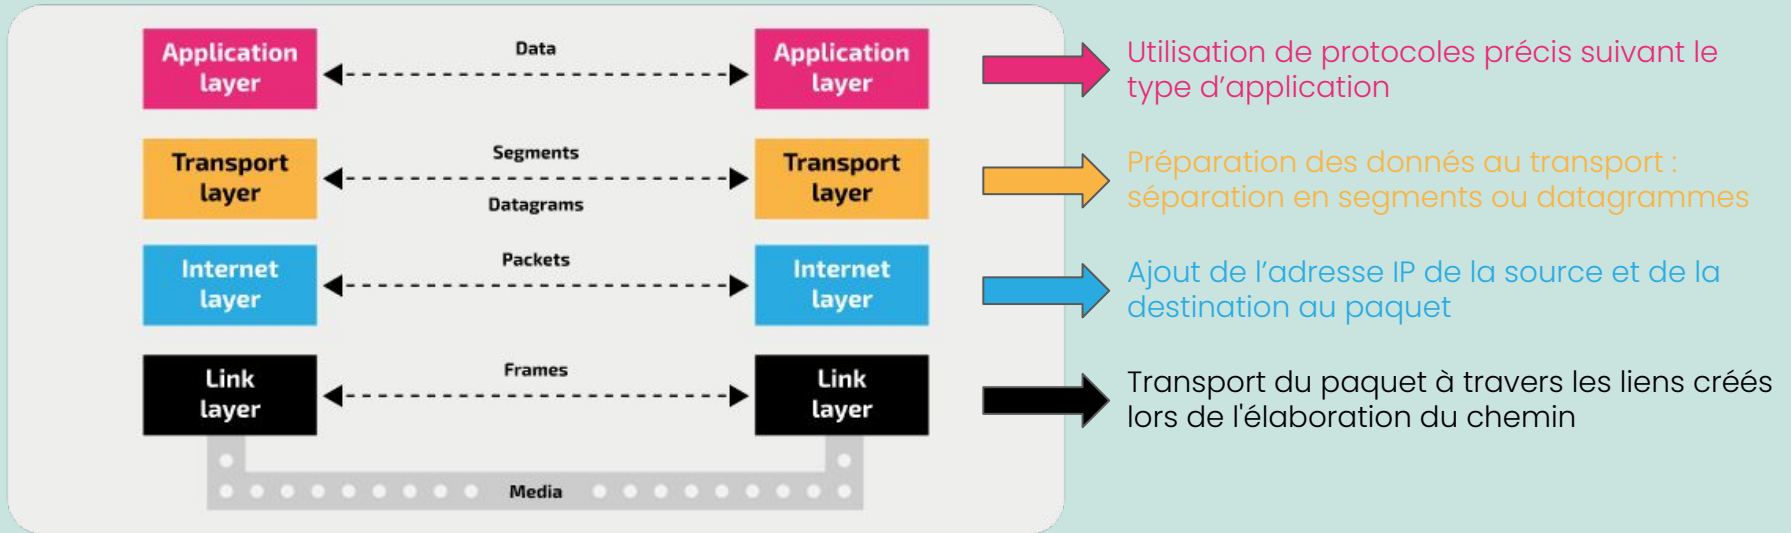 Application
layer
Data
Application
layer
Utilisation de protocoles précis suivant le
type d’application
Transport
layer
Segments
Datagrams
Transport
layer
Préparation des donnés au transport :
séparation en segments ou datagrammes
Internet
layer
Packets
Internet
layer
Ajout de l’adresse IP de la source et de la
destination au paquet
Link
layer
Frames
Link
layer
Transport du paquet à travers les liens créés
lors de l'élaboration du chemin
Media